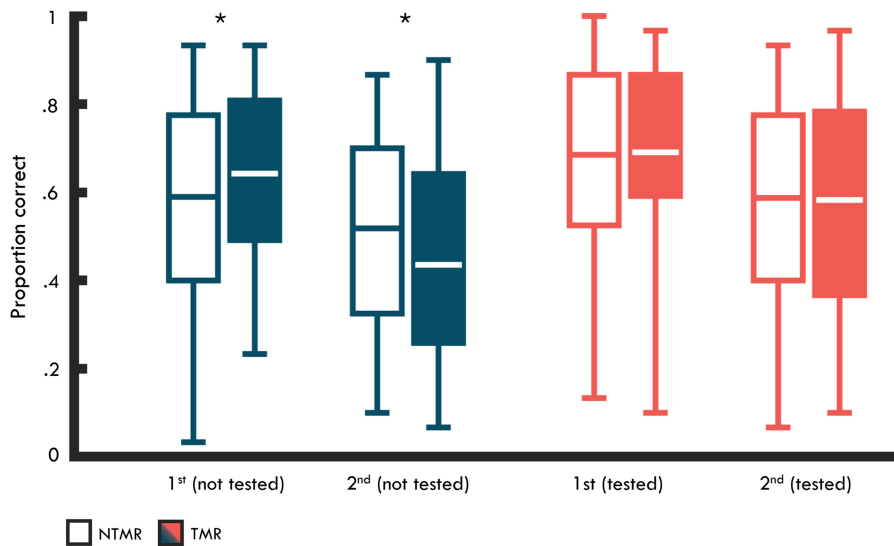 * *
1
.8
.6
.4
.2
0
Proportion correct
1st (not tested) 2nd (not tested) 1st (tested) 2nd (tested)
NTMR TMR